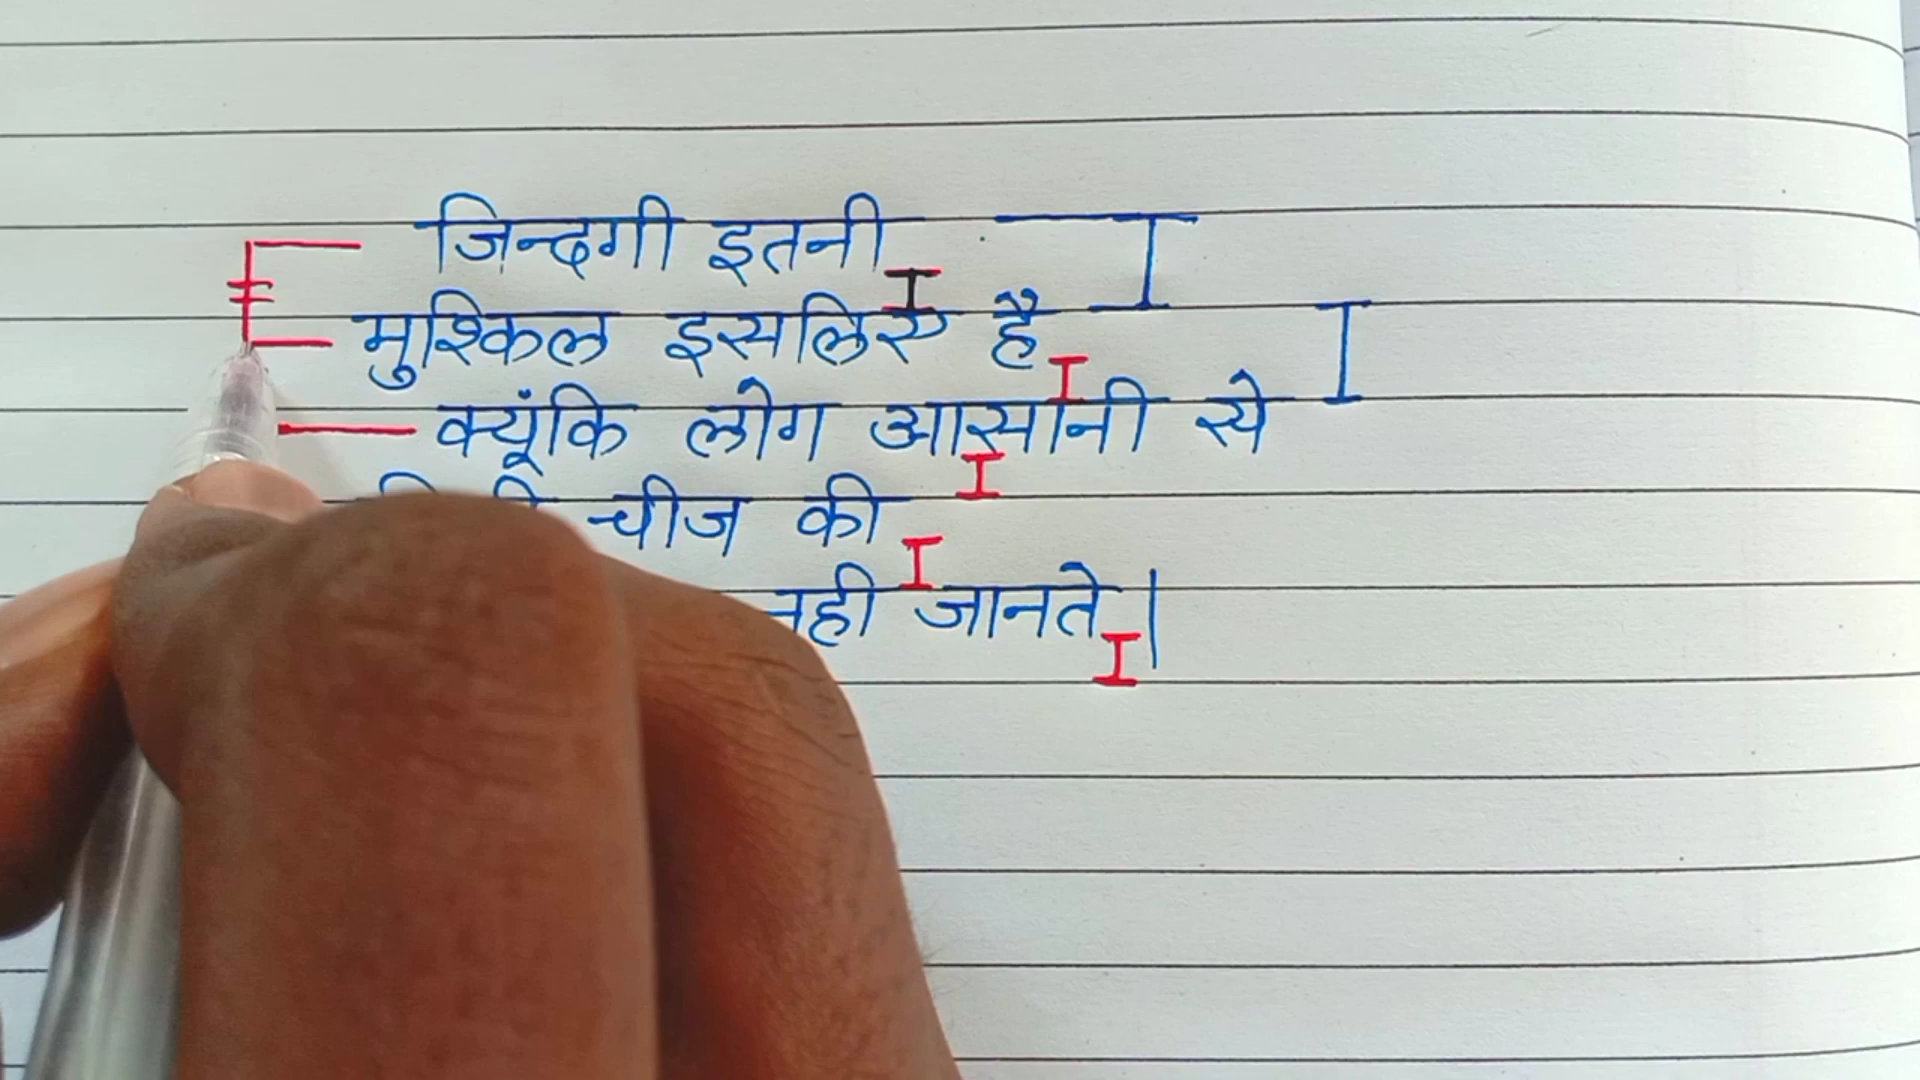 जिन्दगी इतनी
मुश्किल इसलिए है
क्यूंकि लोग आसानी से
चीज की
नही जानते।